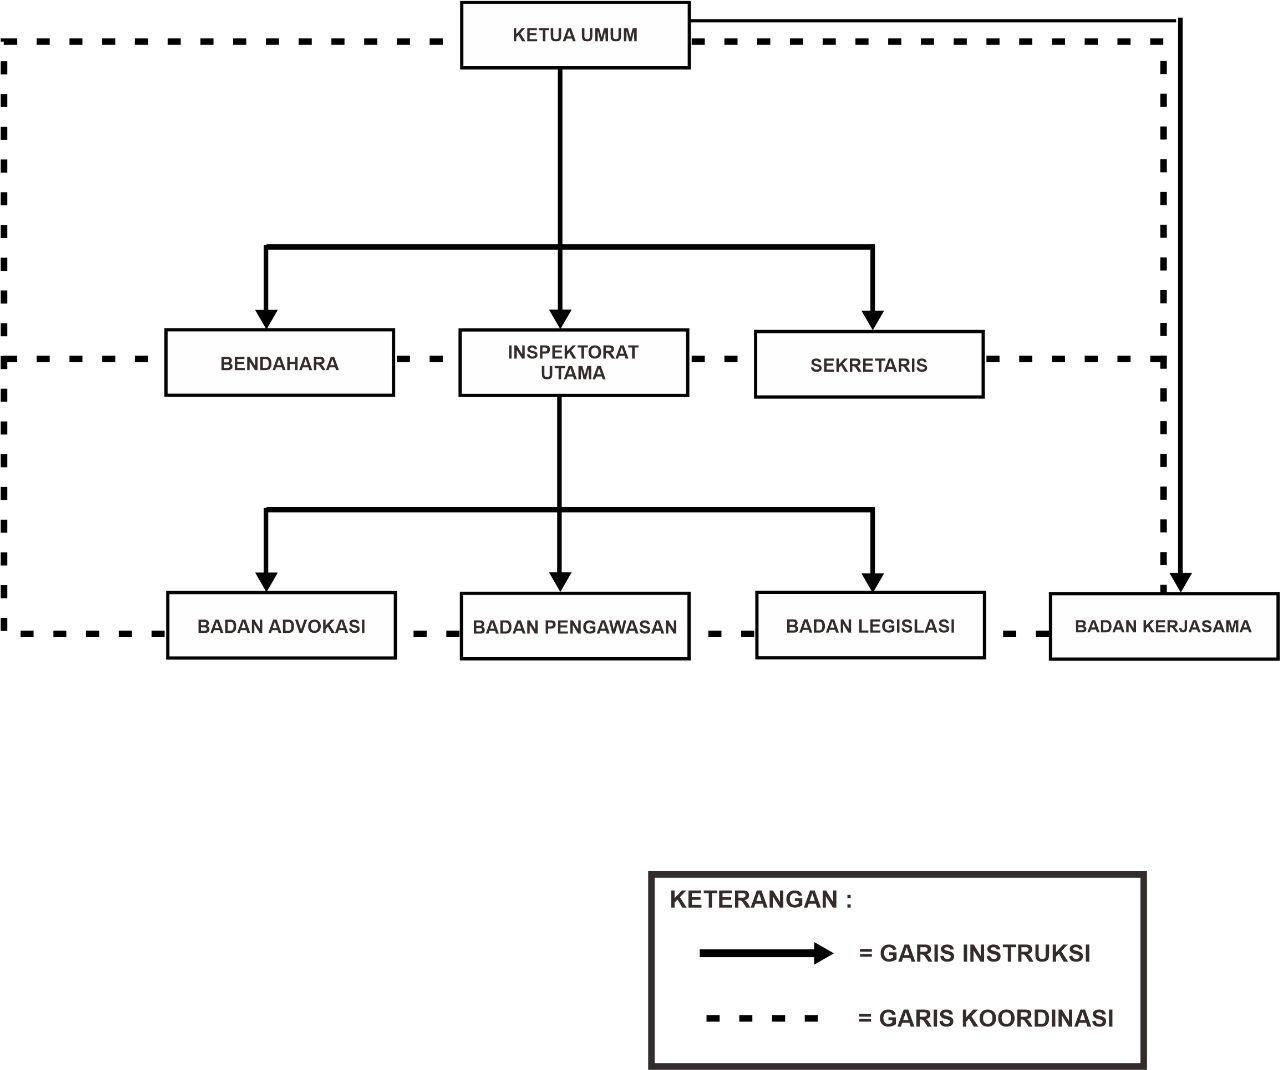 KETUA UMUM
BENDAHARA
INSPEKTORAT
UTAMA
SEKRETARIS
BADAN ADVOKASI
BADAN PENGAWASAN
BADAN LEGISLASI
BADAN KERJASAMA
KETERANGAN :
= GARIS INSTRUKSI
= GARIS KOORDINASI